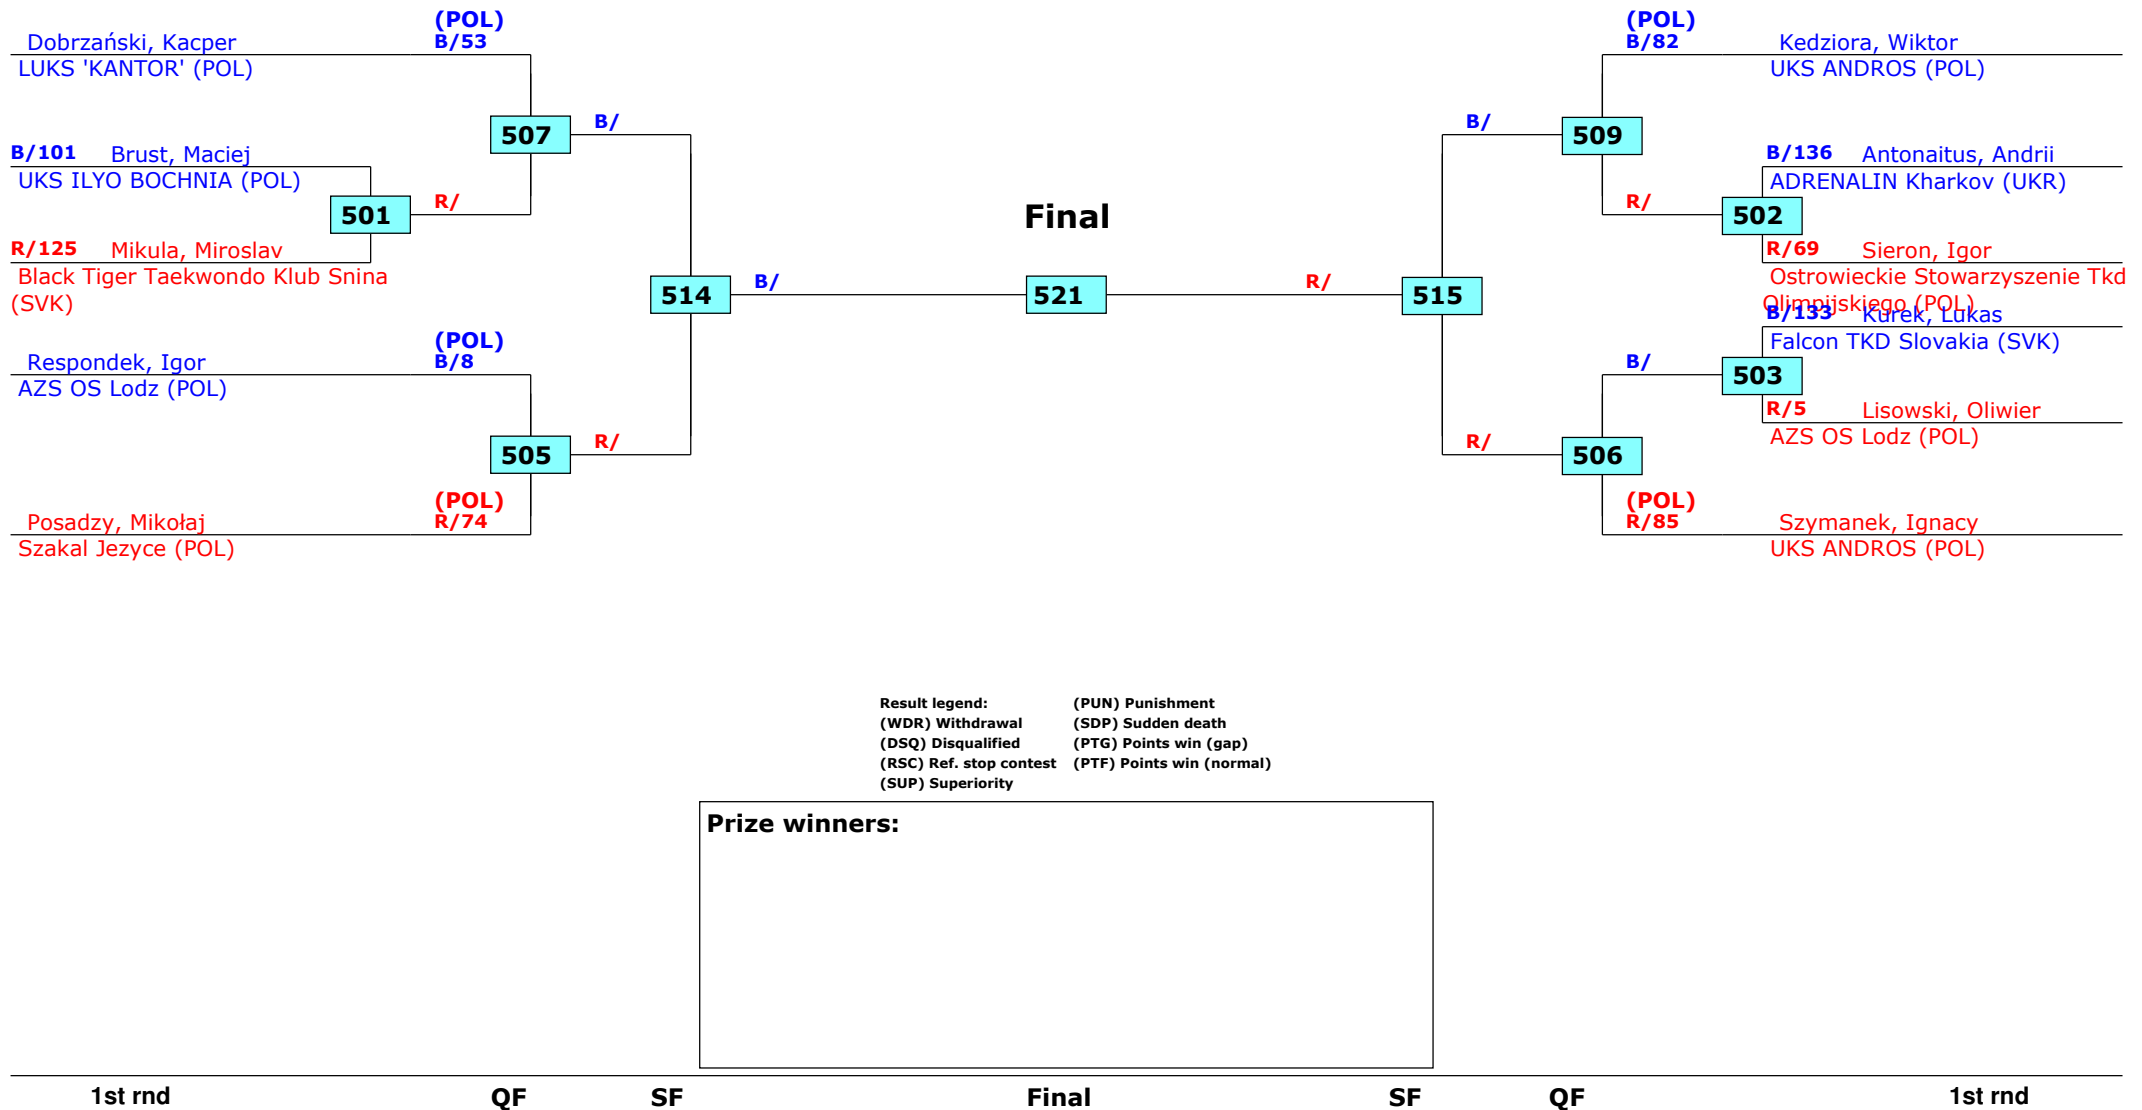 (POL)
Dobrzański, Kacper B/53
LUKS 'KANTOR' (POL)
507
B/
B/101 Brust, Maciej
UKS ILYO BOCHNIA (POL)
501
R/
R/125 Mikula, Miroslav
Black Tiger Taekwondo Klub Snina
(SVK)
514
B/
(POL)
Respondek, Igor B/8
AZS OS Lodz (POL)
505
R/
(POL)
Posadzy, Mikołaj R/74
Szakal Jezyce (POL)
Final
521
(POL)
B/82 Kedziora, Wiktor
UKS ANDROS (POL)
B/
509
B/136 Antonaitus, Andrii
ADRENALIN Kharkov (UKR)
R/
502
R/69 Sieron, Igor
Ostrowieckie Stowarzyszenie Tkd
Olimpijskiego (POL)
R/
515
B/133 Kurek, Lukas
Falcon TKD Slovakia (SVK)
B/
503
R/5 Lisowski, Oliwier
AZS OS Lodz (POL)
R/
506
(POL)
R/85 Szymanek, Ignacy
UKS ANDROS (POL)
Result legend: (PUN) Punishment
(WDR) Withdrawal (SDP) Sudden death
(DSQ) Disqualified (PTG) Points win (gap)
(RSC) Ref. stop contest (PTF) Points win (normal)
(SUP) Superiority
Prize winners:
1st rnd QF SF Final SF QF 1st rnd